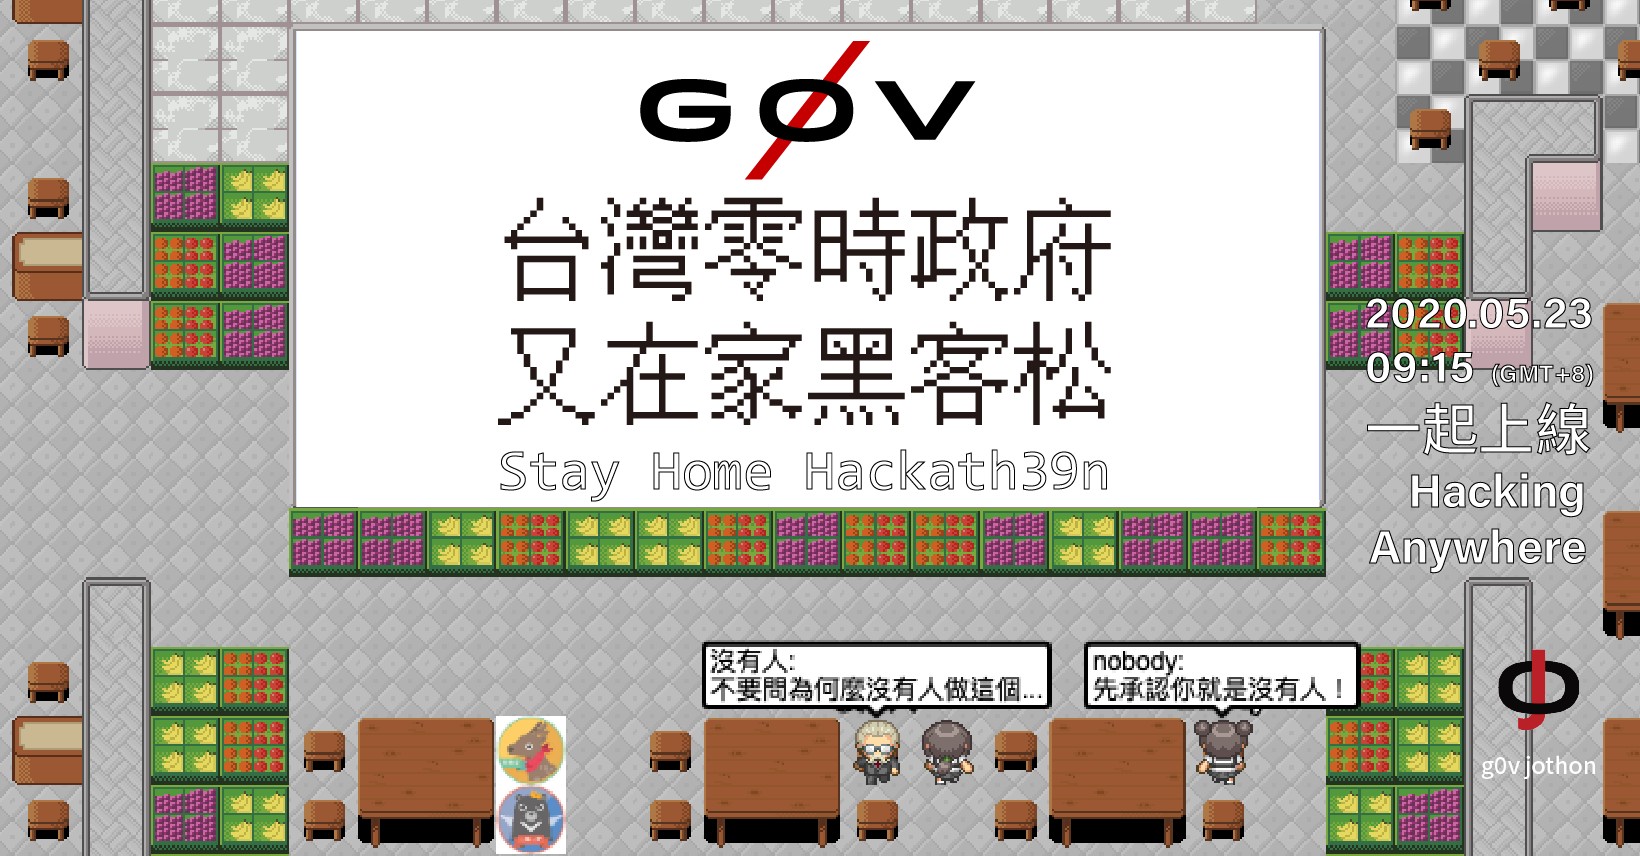 GØV
台灣零時政府
又在家黑客松
Stay Home Hackath39n
2020.05.23
09:15 (GMT+8)
一起上線
Hacking
Anywhere
沒有人:
不要問為何麼沒有人做這個...
nobody:
先承認你就是沒有人！
g0v jothon